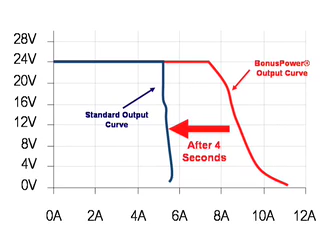 28V
24V
20V
16V
12V
8V
4V
0V
BonusPower®
Output Curve
Standard Output
Curve
After 4
Seconds
0A 2A 4A 6A 8A 10A 12A